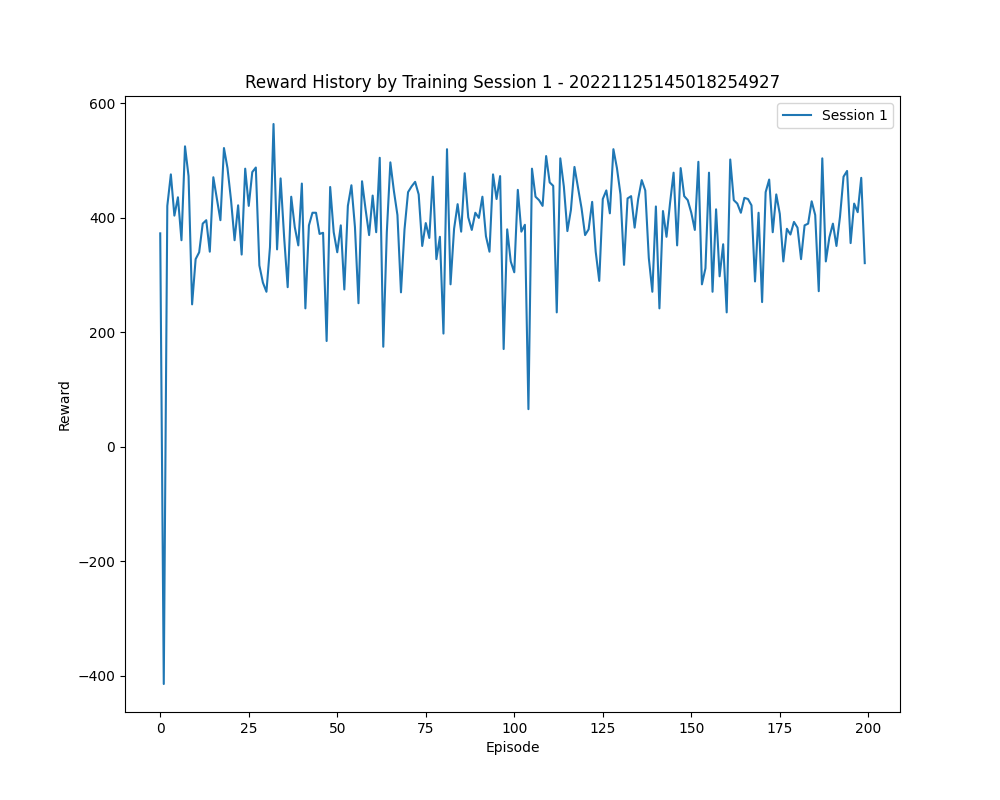 Reward History by Training Session 1 - 20221125145018254927
Session 1
600
400
200
0
−200
−400
Reward
0 25 50 75 100 125 150 175 200
Episode